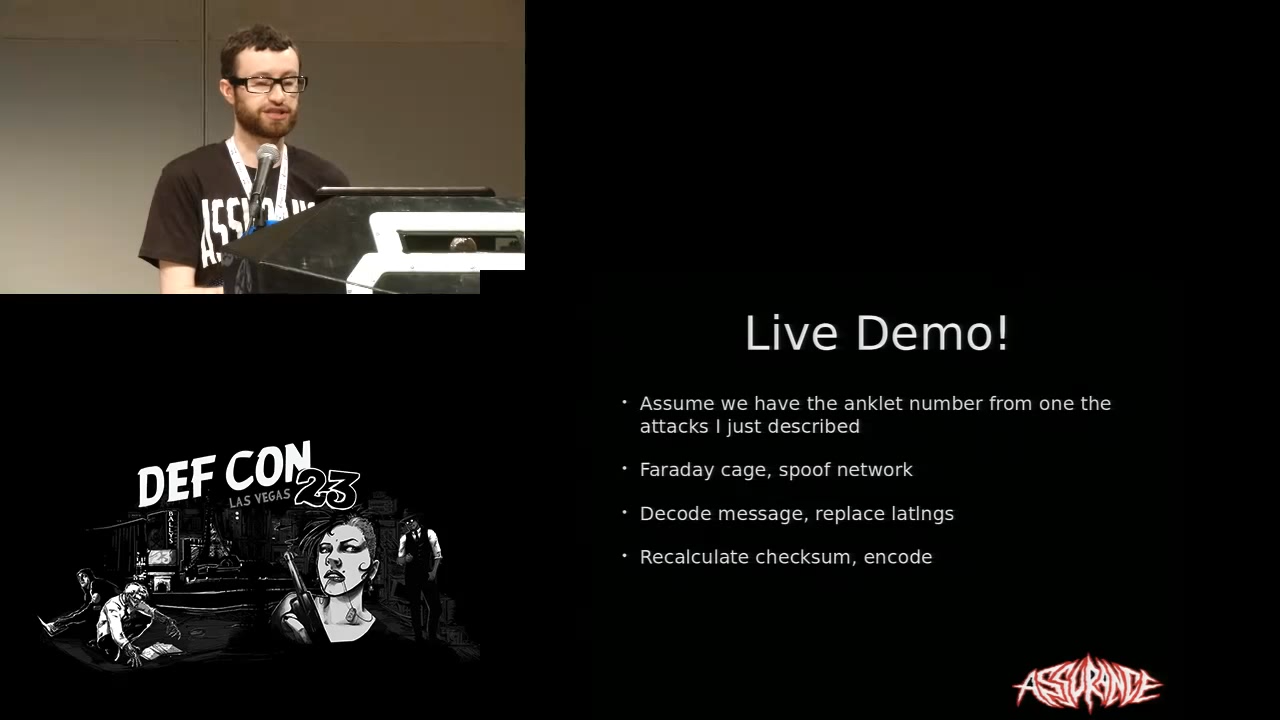 Live Demo!
• Assume we have the anklet number from one the
attacks I just described
• Faraday cage, spoof network
• Decode message, replace latlngs
• Recalculate checksum, encode
DEF CON
LAS VEGAS 23
BALLY'S
ASSURANCE